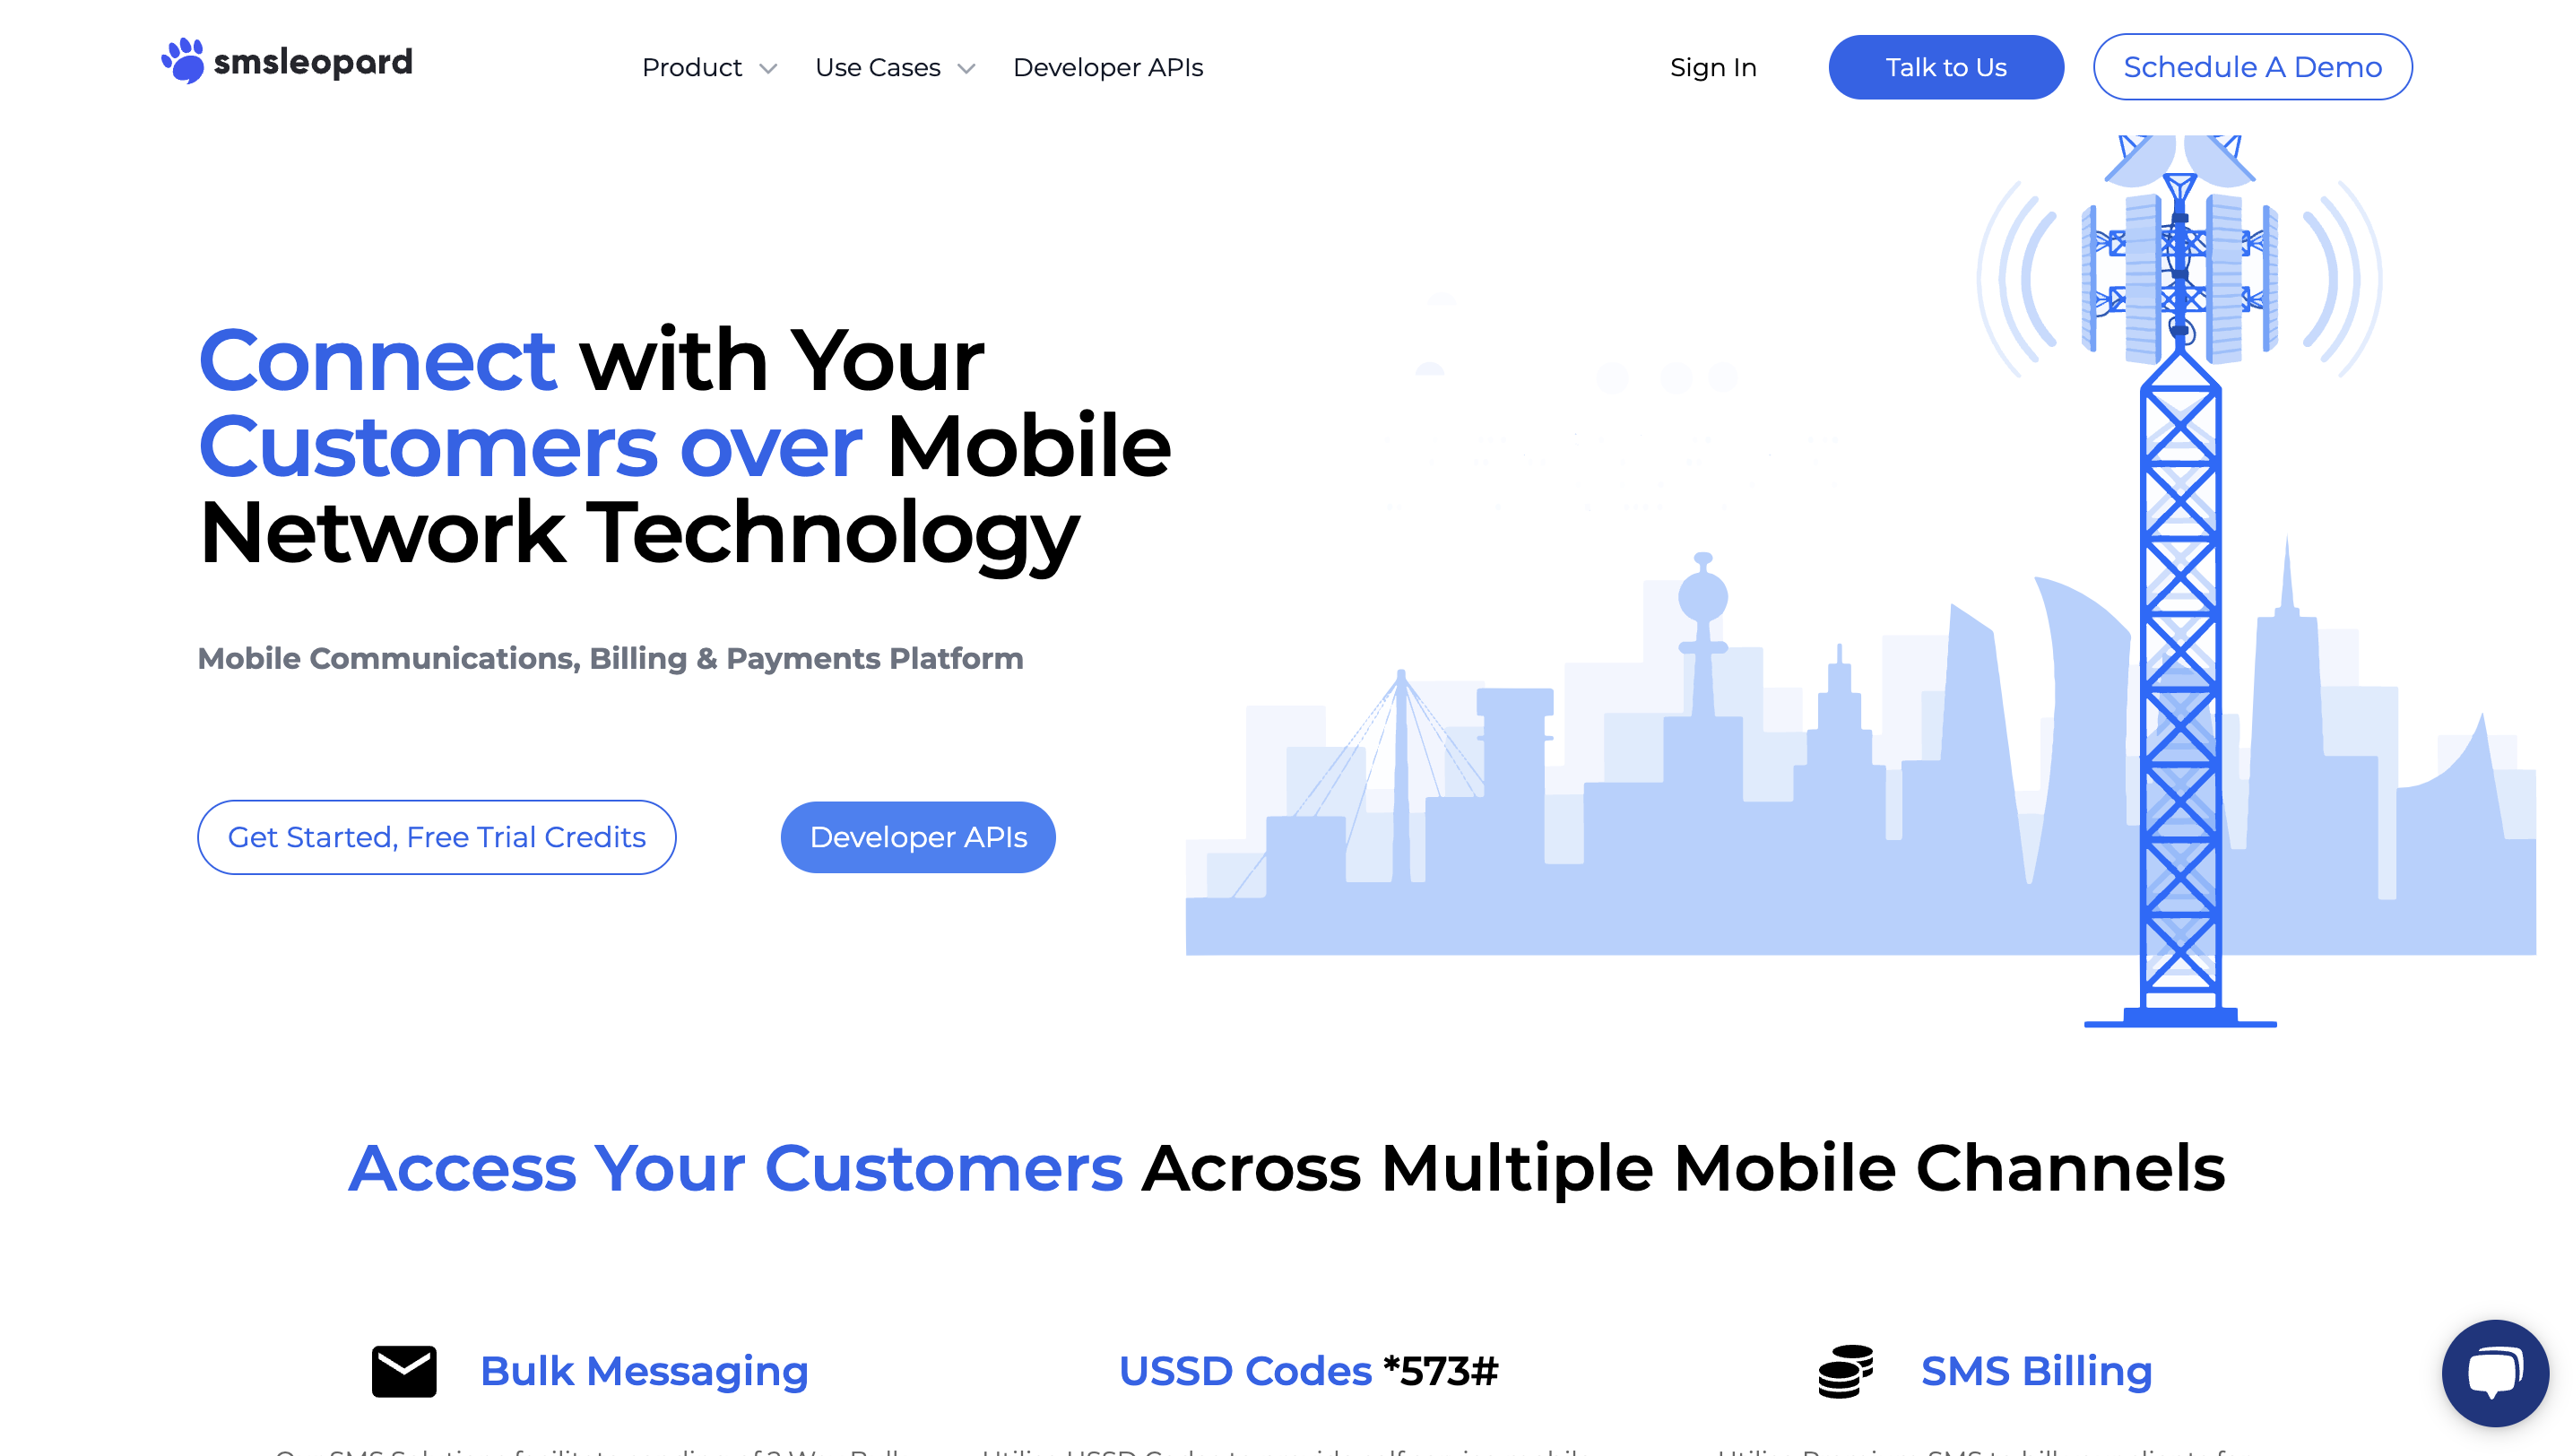 smsleopard
Product
Use Cases
Developer APIs
Sign In
Talk to Us
Schedule A Demo
Connect with Your
Customers over Mobile
Network Technology
Mobile Communications, Billing & Payments Platform
Get Started, Free Trial Credits
Developer APIs
Access Your Customers Across Multiple Mobile Channels
Bulk Messaging
USSD Codes *573#
SMS Billing